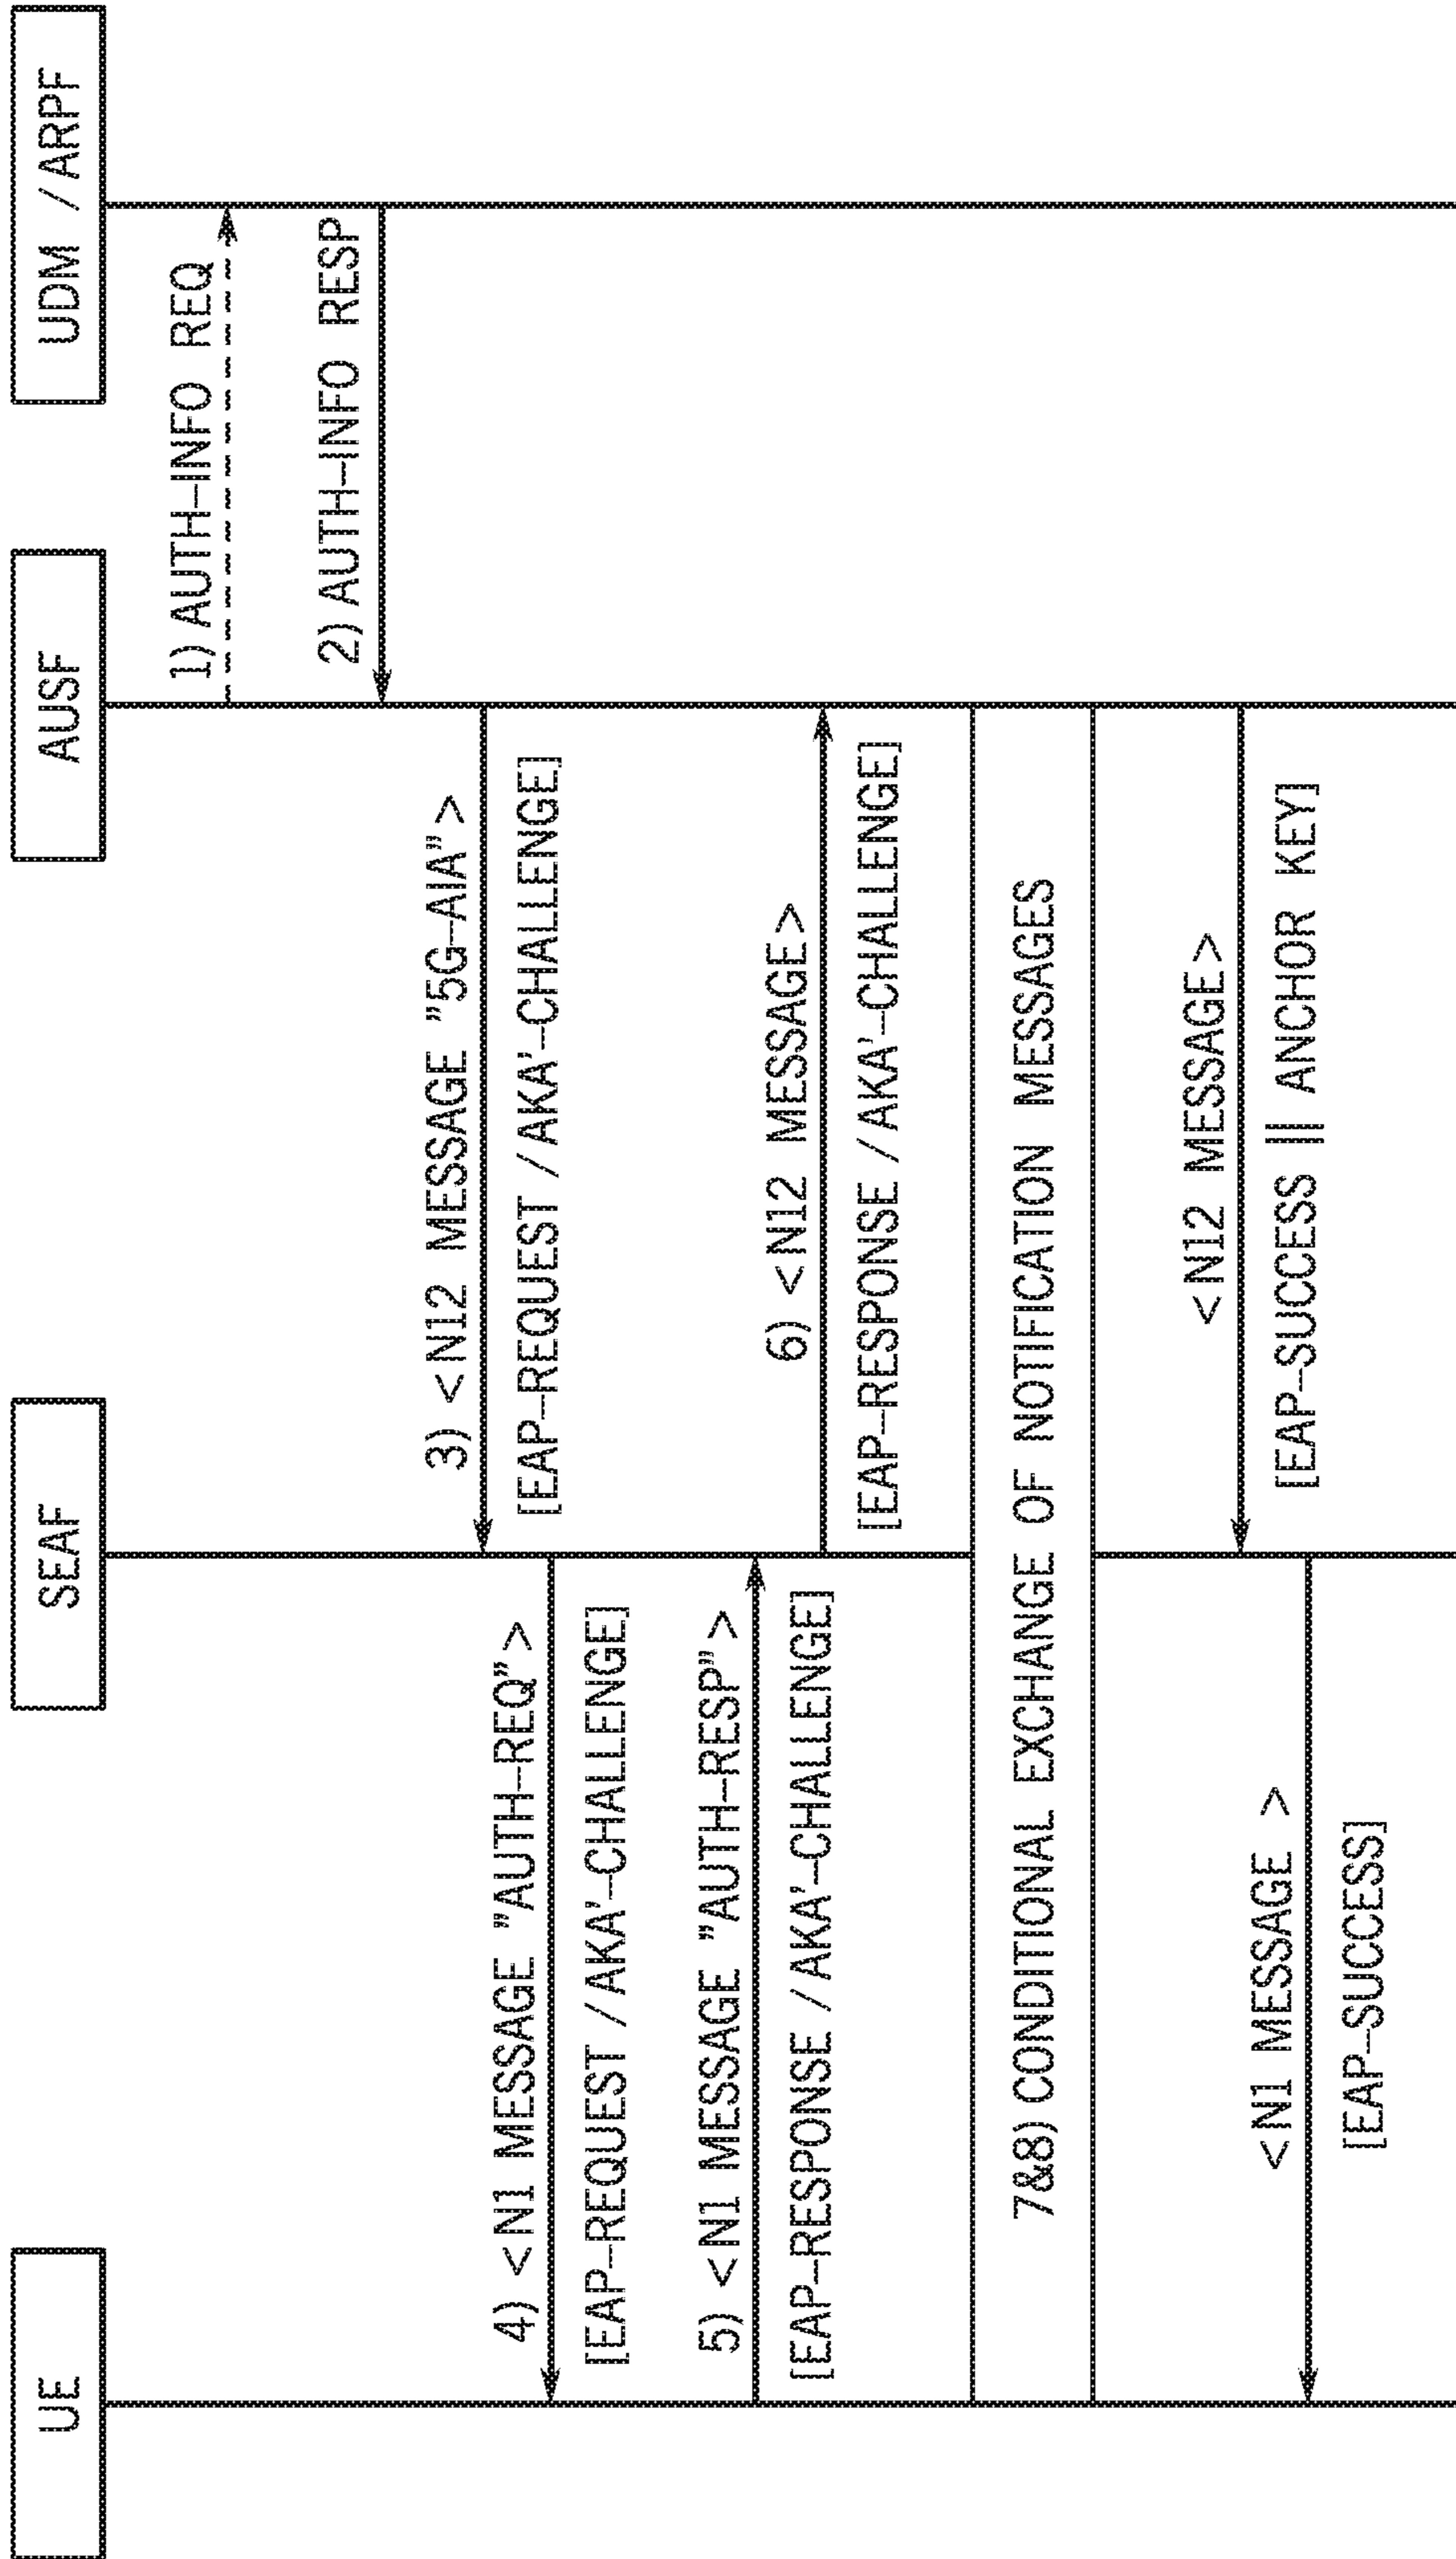 UE
SEAF
AUSF
UDM / ARPF
1) AUTH-INFO REQ
2) AUTH-INFO RESP
3) <N12 MESSAGE "5G-AIA">
[EAP-REQUEST / AKA'-CHALLENGE]
4) <N1 MESSAGE "AUTH-REQ">
[EAP-REQUEST / AKA'-CHALLENGE]
5) <N1 MESSAGE "AUTH-RESP">
[EAP-RESPONSE / AKA'-CHALLENGE]
6) <N12 MESSAGE>
[EAP-RESPONSE / AKA'-CHALLENGE]
7&8) CONDITIONAL EXCHANGE OF NOTIFICATION MESSAGES
<N12 MESSAGE>
[EAP-SUCCESS || ANCHOR KEY]
<N1 MESSAGE >
[EAP-SUCCESS]